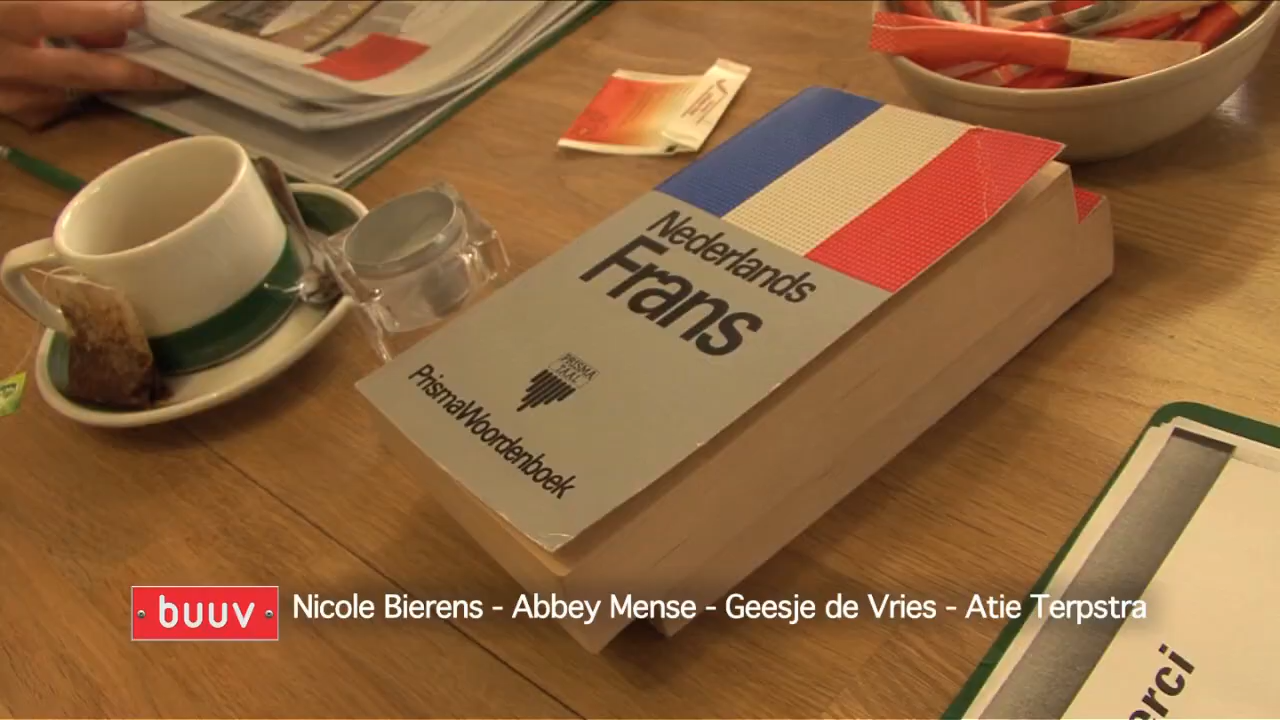 Nederlands
Frans
PRISMA
TAAL
PrismaWoordenboek
buuv
Nicole Bierens - Abbey Mense - Geesje de Vries - Atie Terpstra
erci